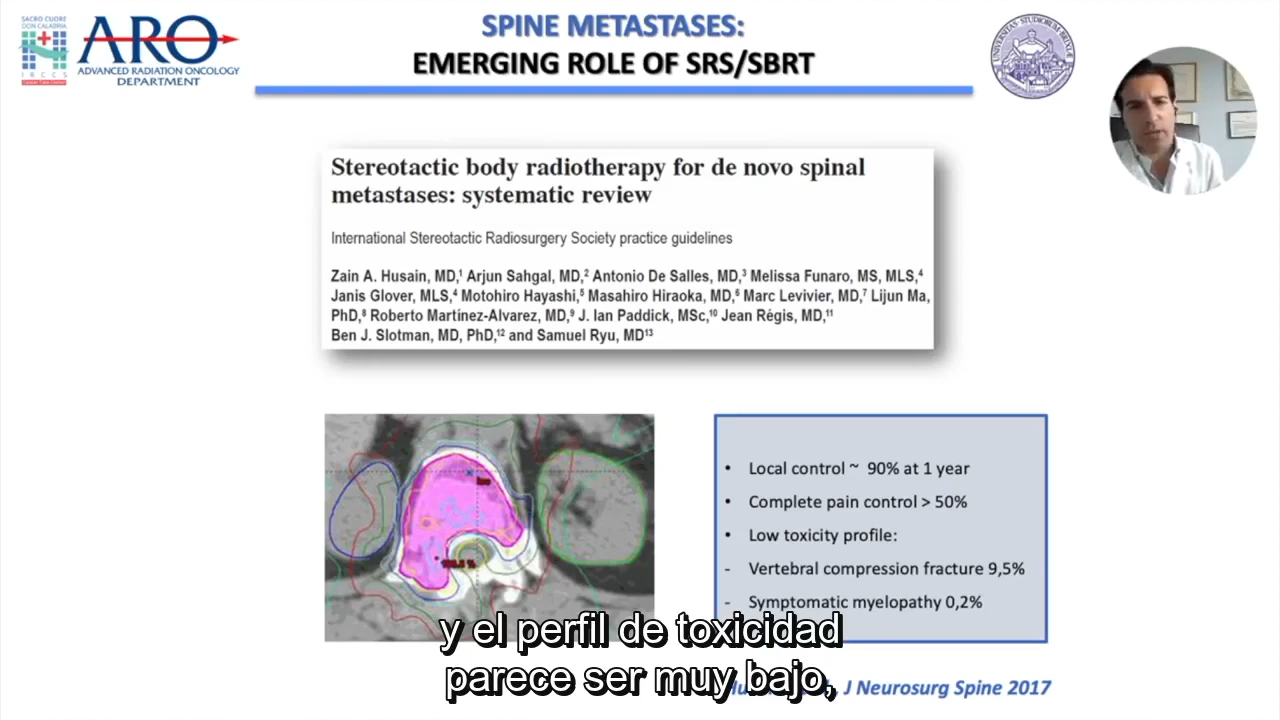 SACRO CUORE
DON CALABRIA
IRCCS
ARO
ADVANCED RADIATION ONCOLOGY
DEPARTMENT
SPINE METASTASES:
EMERGING ROLE OF SRS/SBRT
Stereotactic body radiotherapy for de novo spinal
metastases: systematic review
International Stereotactic Radiosurgery Society practice guidelines
Zain A. Husain, MD,¹ Arjun Sahgal, MD,² Antonio De Salles, MD,³ Melissa Funaro, MS, MLS,⁴
Janis Glover, MLS,⁴ Motohiro Hayashi,⁵ Masahiro Hiraoka, MD,⁶ Marc Levivier, MD,⁷ Lijun Ma,
PhD,⁸ Roberto Martínez-Alvarez, MD,⁹ J. Ian Paddick, MSc,¹⁰ Jean Régis, MD,¹¹
Ben J. Slotman, MD, PhD,¹² and Samuel Ryu, MD¹³
• Local control ~ 90% at 1 year
• Complete pain control > 50%
• Low toxicity profile:
- Vertebral compression fracture 9,5%
- Symptomatic myelopathy 0,2%
y el perfil de toxicidad
parece ser muy bajo,
J Neurosurg Spine 2017